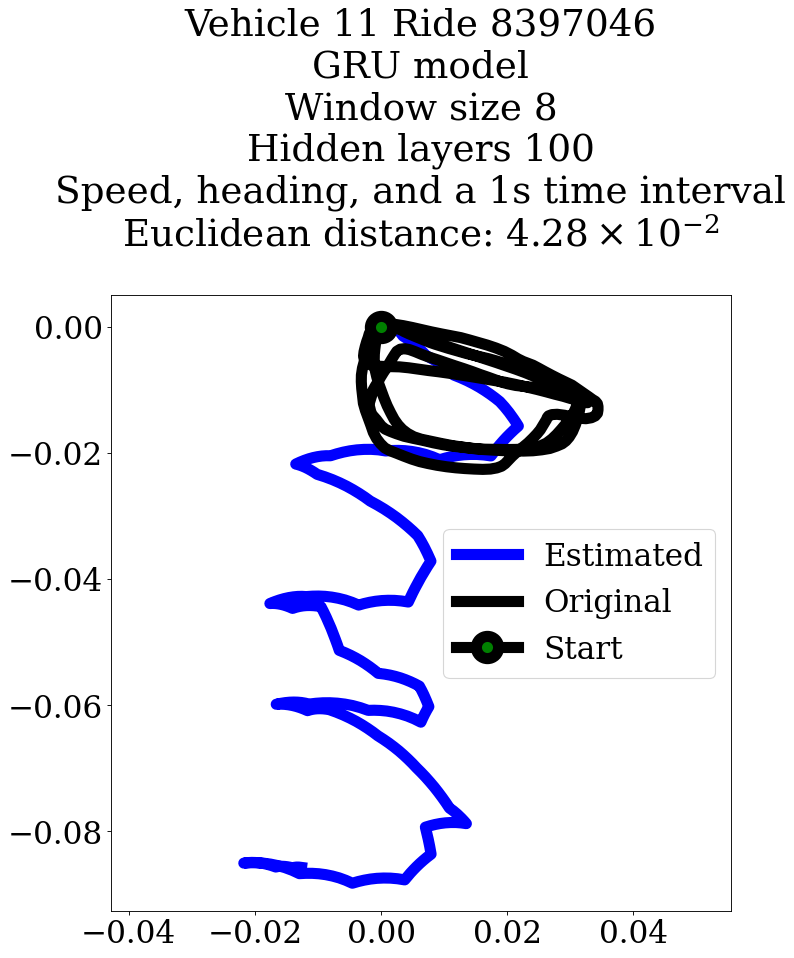 Vehicle 11 Ride 8397046
GRU model
Window size 8
Hidden layers 100
Speed, heading, and a 1s time interval
Euclidean distance: 4.28 × 10⁻²
0.00
−0.02
−0.04
−0.06
−0.08
Estimated
Original
Start
−0.04 −0.02 0.00 0.02 0.04